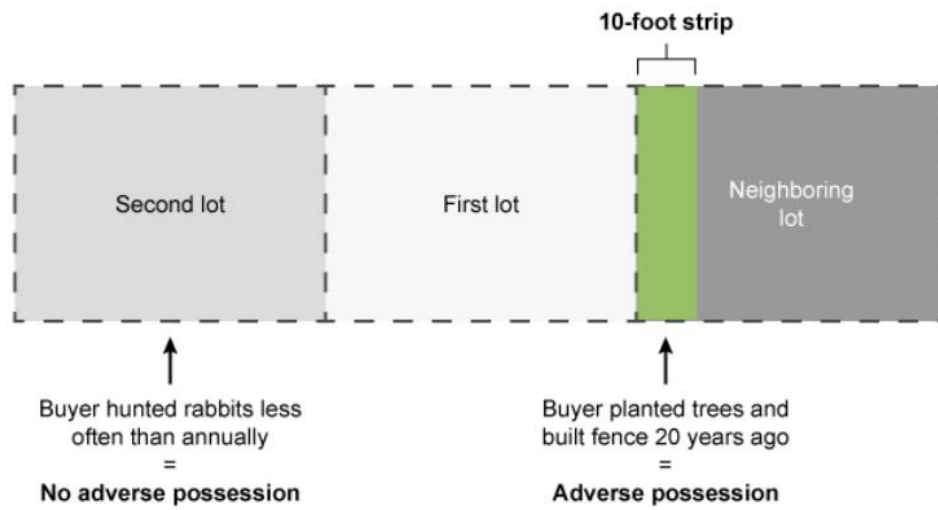 10-foot strip
Second lot
First lot
Neighboring
lot
Buyer hunted rabbits less
often than annually
=
No adverse possession
Buyer planted trees and
built fence 20 years ago
=
Adverse possession